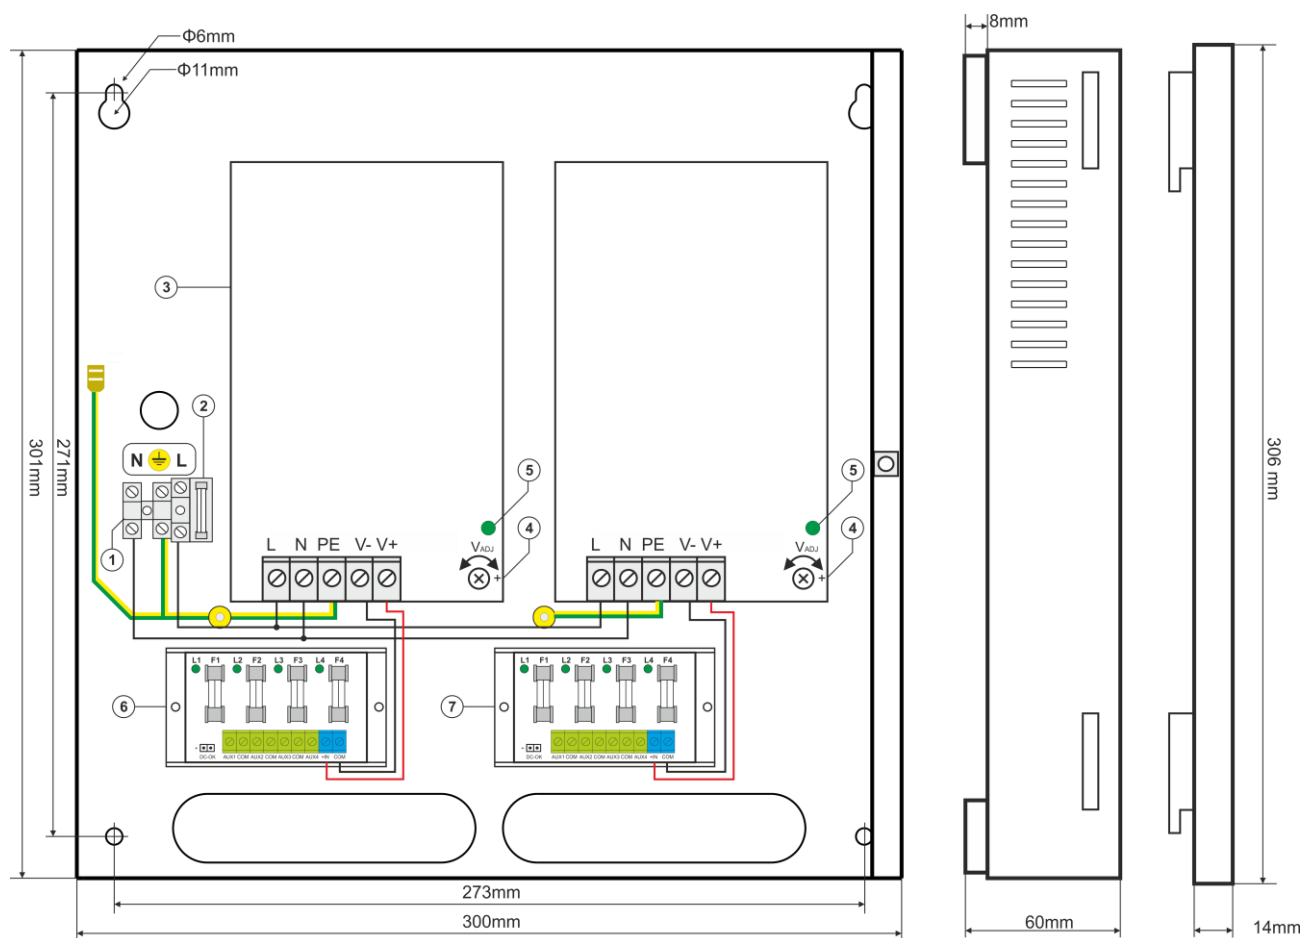 8mm
Φ6mm
Φ11mm
3
2
N L
301mm
271mm
306 mm
5
5
1
4
4
L N PE V- V+
VADJ
+
L N PE V- V+
VADJ
+
L1 F1 L2 F2 L3 F3 L4 F4
L1 F1 L2 F2 L3 F3 L4 F4
6
7
-
DC-OK AUX1 COM AUX2 COM AUX3 COM AUX4 +IN COM
-
DC-OK AUX1 COM AUX2 COM AUX3 COM AUX4 +IN COM
273mm
300mm
60mm
14mm